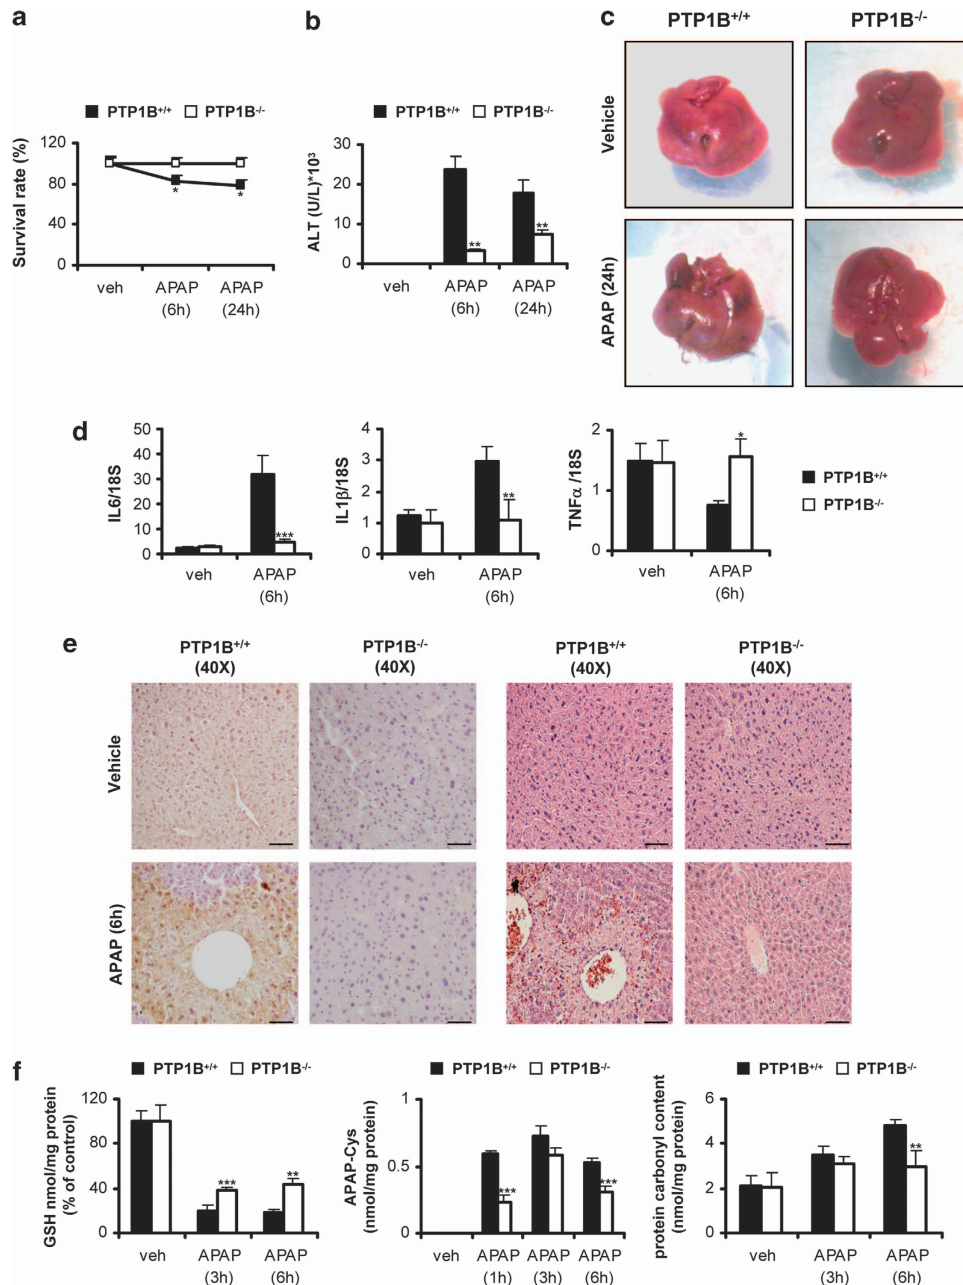 a
PTP1B+/+ PTP1B-/-
Survival rate (%)
120
80
40
0
*
*
veh
APAP
(6h)
APAP
(24h)
b
PTP1B+/+ PTP1B-/-
ALT (U/L)*10³
30
20
10
0
**
**
veh
APAP
(6h)
APAP
(24h)
c
PTP1B+/+ PTP1B-/-
Vehicle
APAP (24h)
d
IL6/18S
50
40
30
20
10
0
***
veh
APAP
(6h)
IL1β/18S
4
3
2
1
0
**
veh
APAP
(6h)
TNFα /18S
2
1
0
*
veh
APAP
(6h)
PTP1B+/+
PTP1B-/-
e
PTP1B+/+
(40X)
PTP1B-/-
(40X)
PTP1B+/+
(40X)
PTP1B-/-
(40X)
Vehicle
APAP (6h)
f
PTP1B+/+ PTP1B-/-
GSH nmol/mg protein
(% of control)
120
80
40
0
***
**
veh
APAP
(3h)
APAP
(6h)
PTP1B+/+ PTP1B-/-
APAP-Cys
(nmol/mg protein)
1
0.5
0
***
***
veh
APAP
(1h)
APAP
(3h)
APAP
(6h)
PTP1B+/+ PTP1B-/-
protein carbonyl content
(nmol/mg protein)
6
4
2
0
**
veh
APAP
(3h)
APAP
(6h)